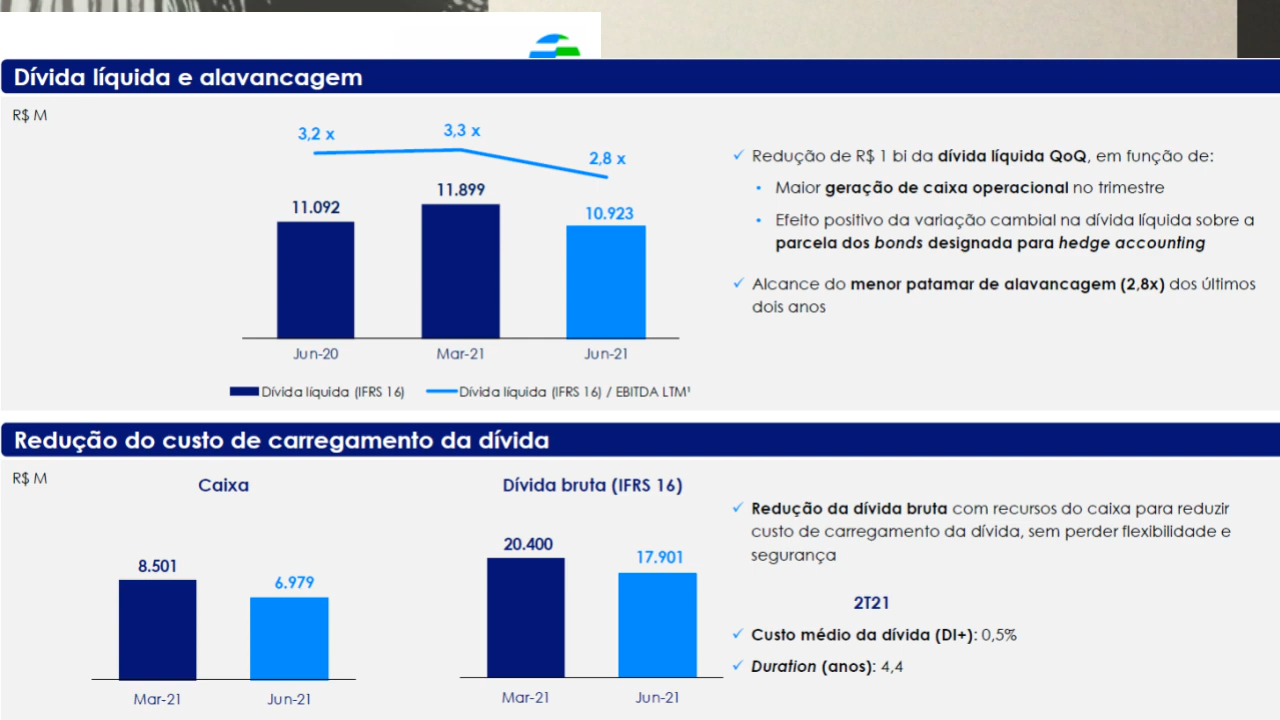 Dívida líquida e alavancagem
R$ M
3,2 x
3,3 x
2,8 x
11.092
11.899
10.923
Jun-20
Mar-21
Jun-21
Dívida líquida (IFRS 16)
Dívida líquida (IFRS 16) / EBITDA LTM¹
Redução de R$ 1 bi da dívida líquida QoQ, em função de:
Maior geração de caixa operacional no trimestre
Efeito positivo da variação cambial na dívida líquida sobre a
parcela dos bonds designada para hedge accounting
Alcance do menor patamar de alavancagem (2,8x) dos últimos
dois anos
Redução do custo de carregamento da dívida
R$ M
Caixa
8.501
6.979
Mar-21
Jun-21
Dívida bruta (IFRS 16)
20.400
17.901
Mar-21
Jun-21
Redução da dívida bruta com recursos do caixa para reduzir
custo de carregamento da dívida, sem perder flexibilidade e
segurança
2T21
Custo médio da dívida (DI+): 0,5%
Duration (anos): 4,4